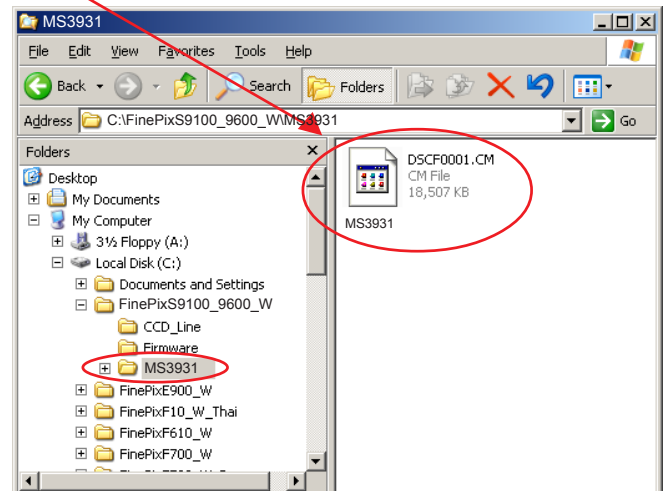 MS3931
File Edit View Favorites Tools Help
Back Search Folders
Address C:\FinePixS9100_9600_W\MS3931 Go
Folders
Desktop
My Documents
My Computer
3½ Floppy (A:)
Local Disk (C:)
Documents and Settings
FinePixS9100_9600_W
CCD_Line
Firmware
MS3931
FinePixE900_W
FinePixF10_W_Thai
FinePixF610_W
FinePixF700_W
DSCF0001.CM
CM File
18,507 KB
MS3931